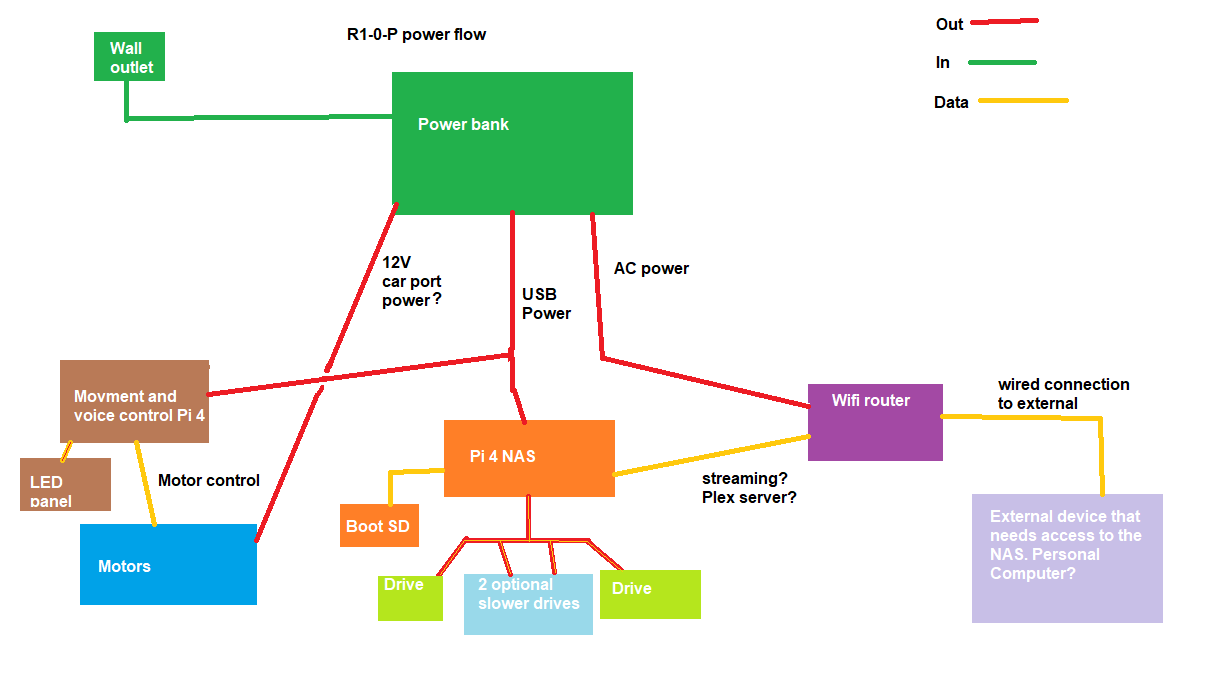 R1-0-P power flow
Out
In
Data
Wall
outlet
Power bank
12V
car port
power?
USB
Power
AC power
Movment and
voice control Pi 4
LED
panel
Motor control
Motors
Pi 4 NAS
Boot SD
Drive
2 optional
slower drives
Drive
Wifi router
streaming?
Plex server?
wired connection
to external
External device that
needs access to the
NAS. Personal
Computer?